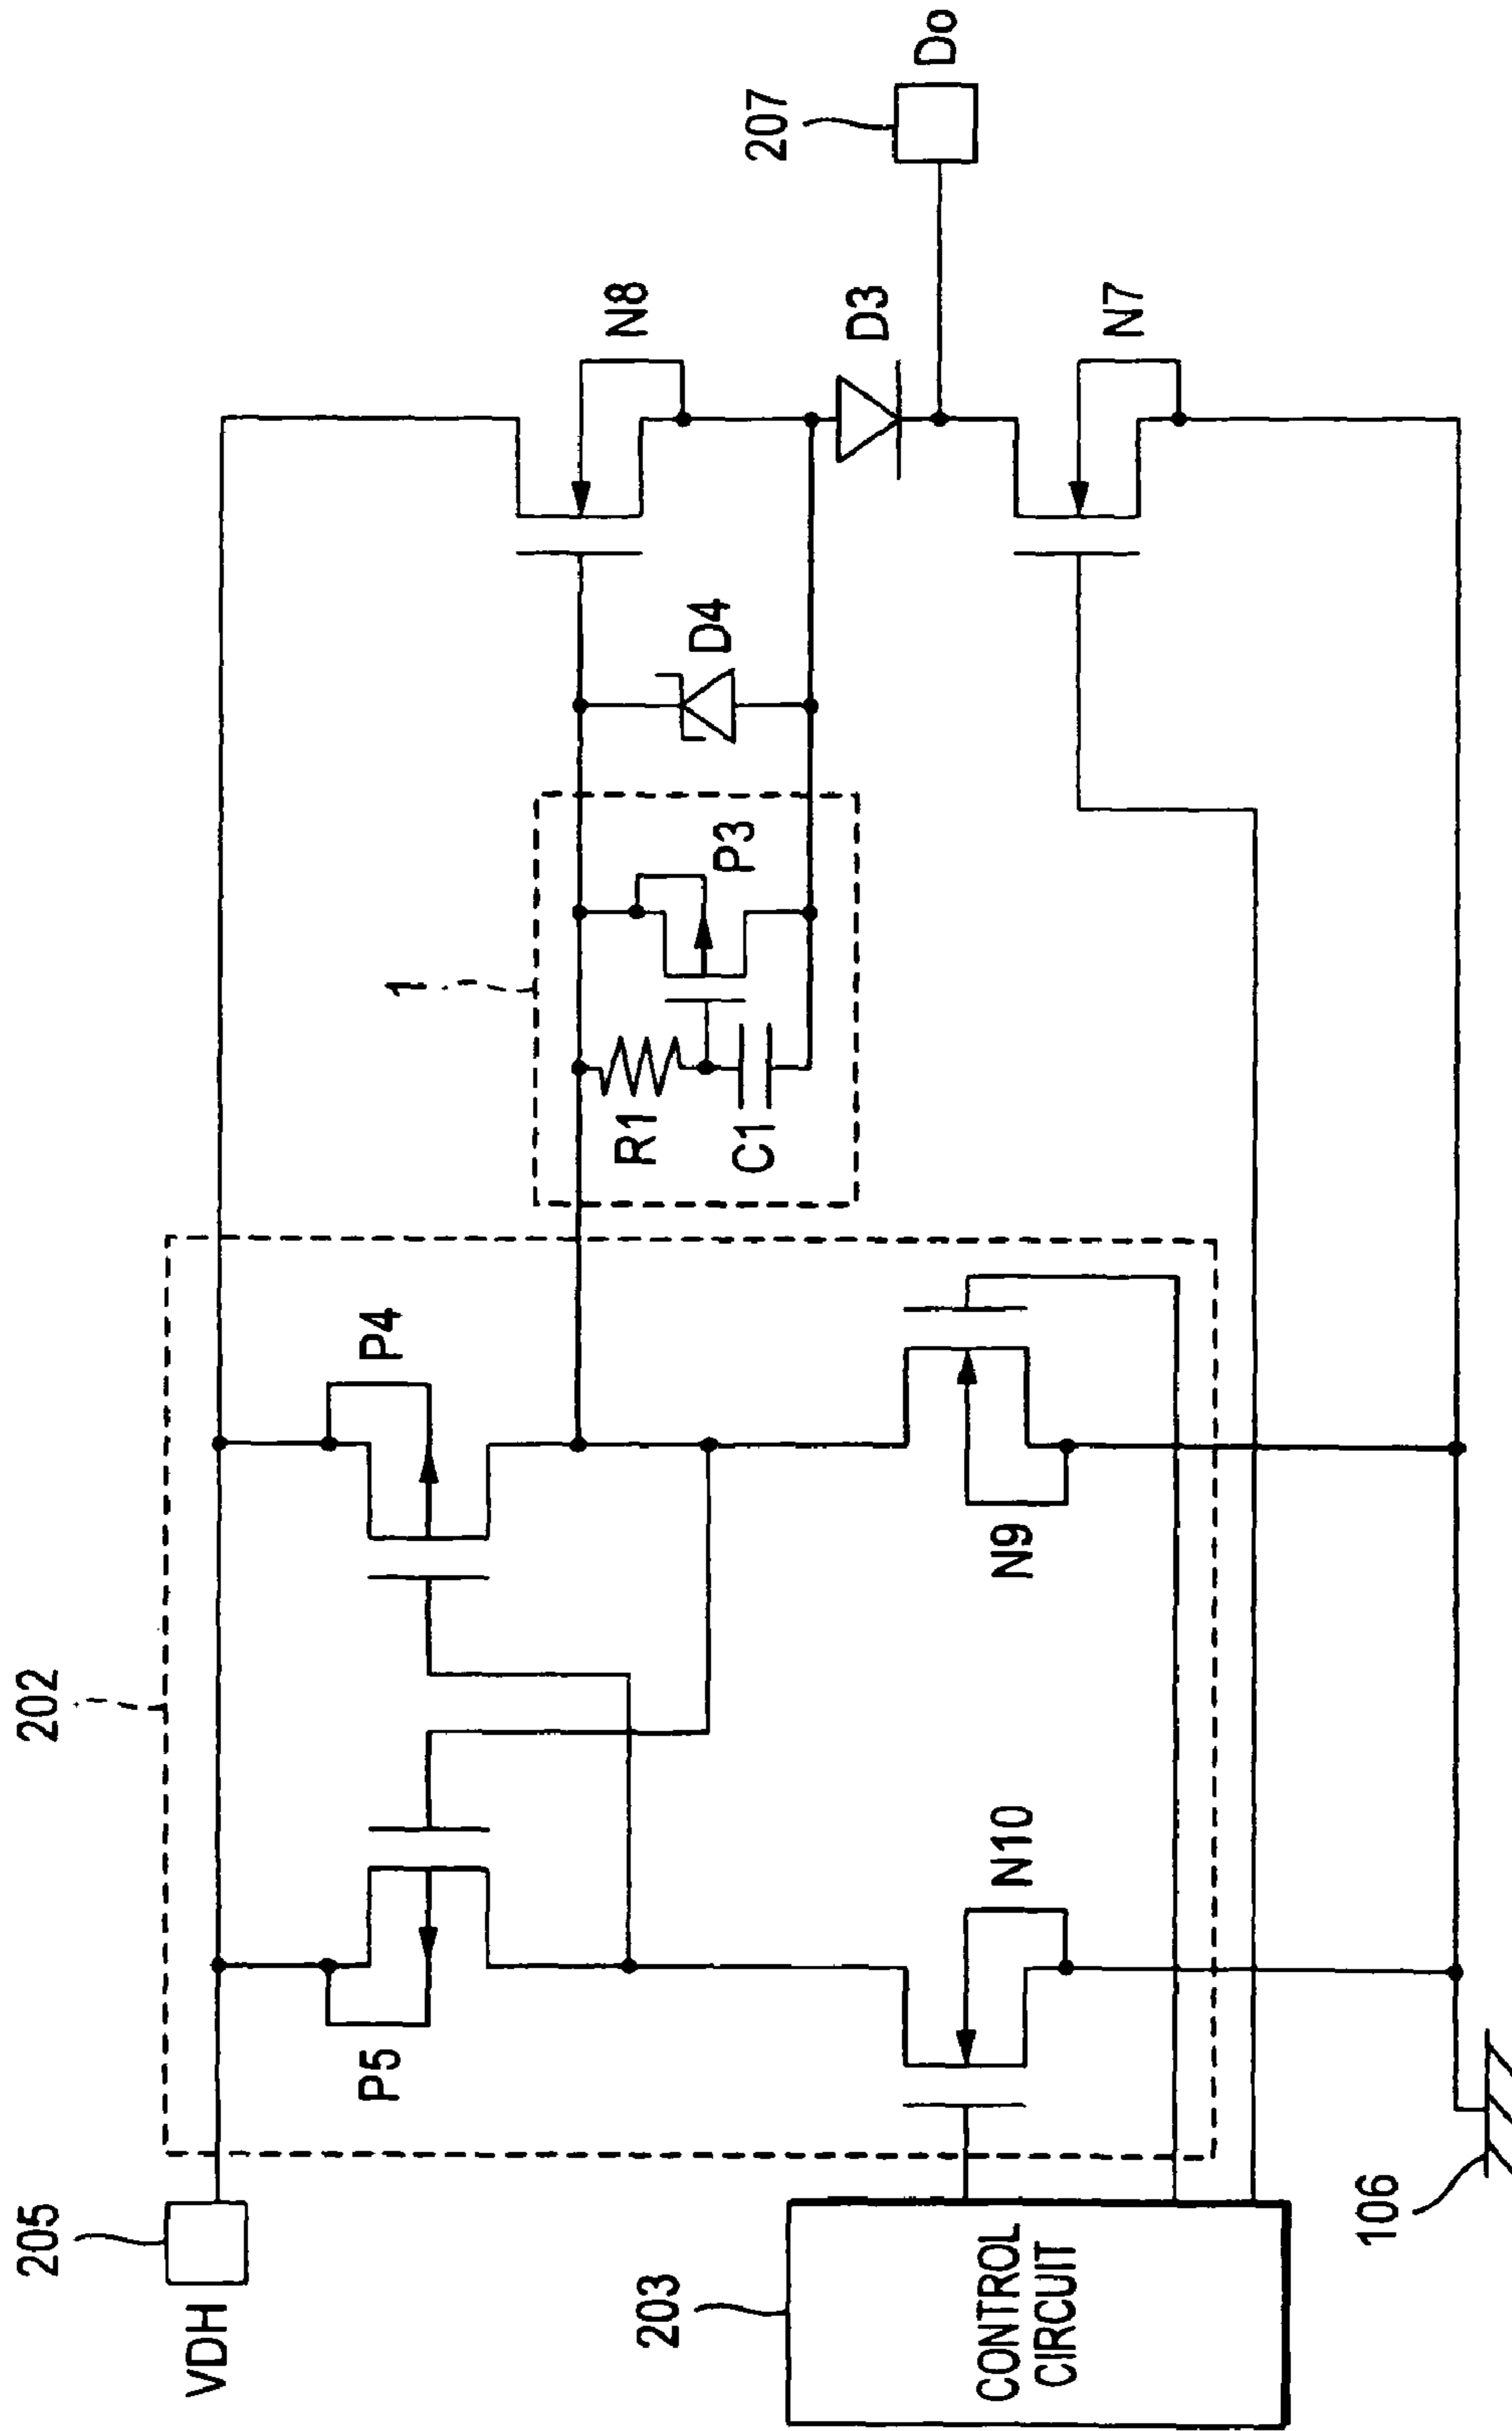 202
205
VDH
P5
P4
1
R1
C1
P3
D4
N8
207
Do
D3
N7
N9
N10
203
CONTROL
CIRCUIT
106